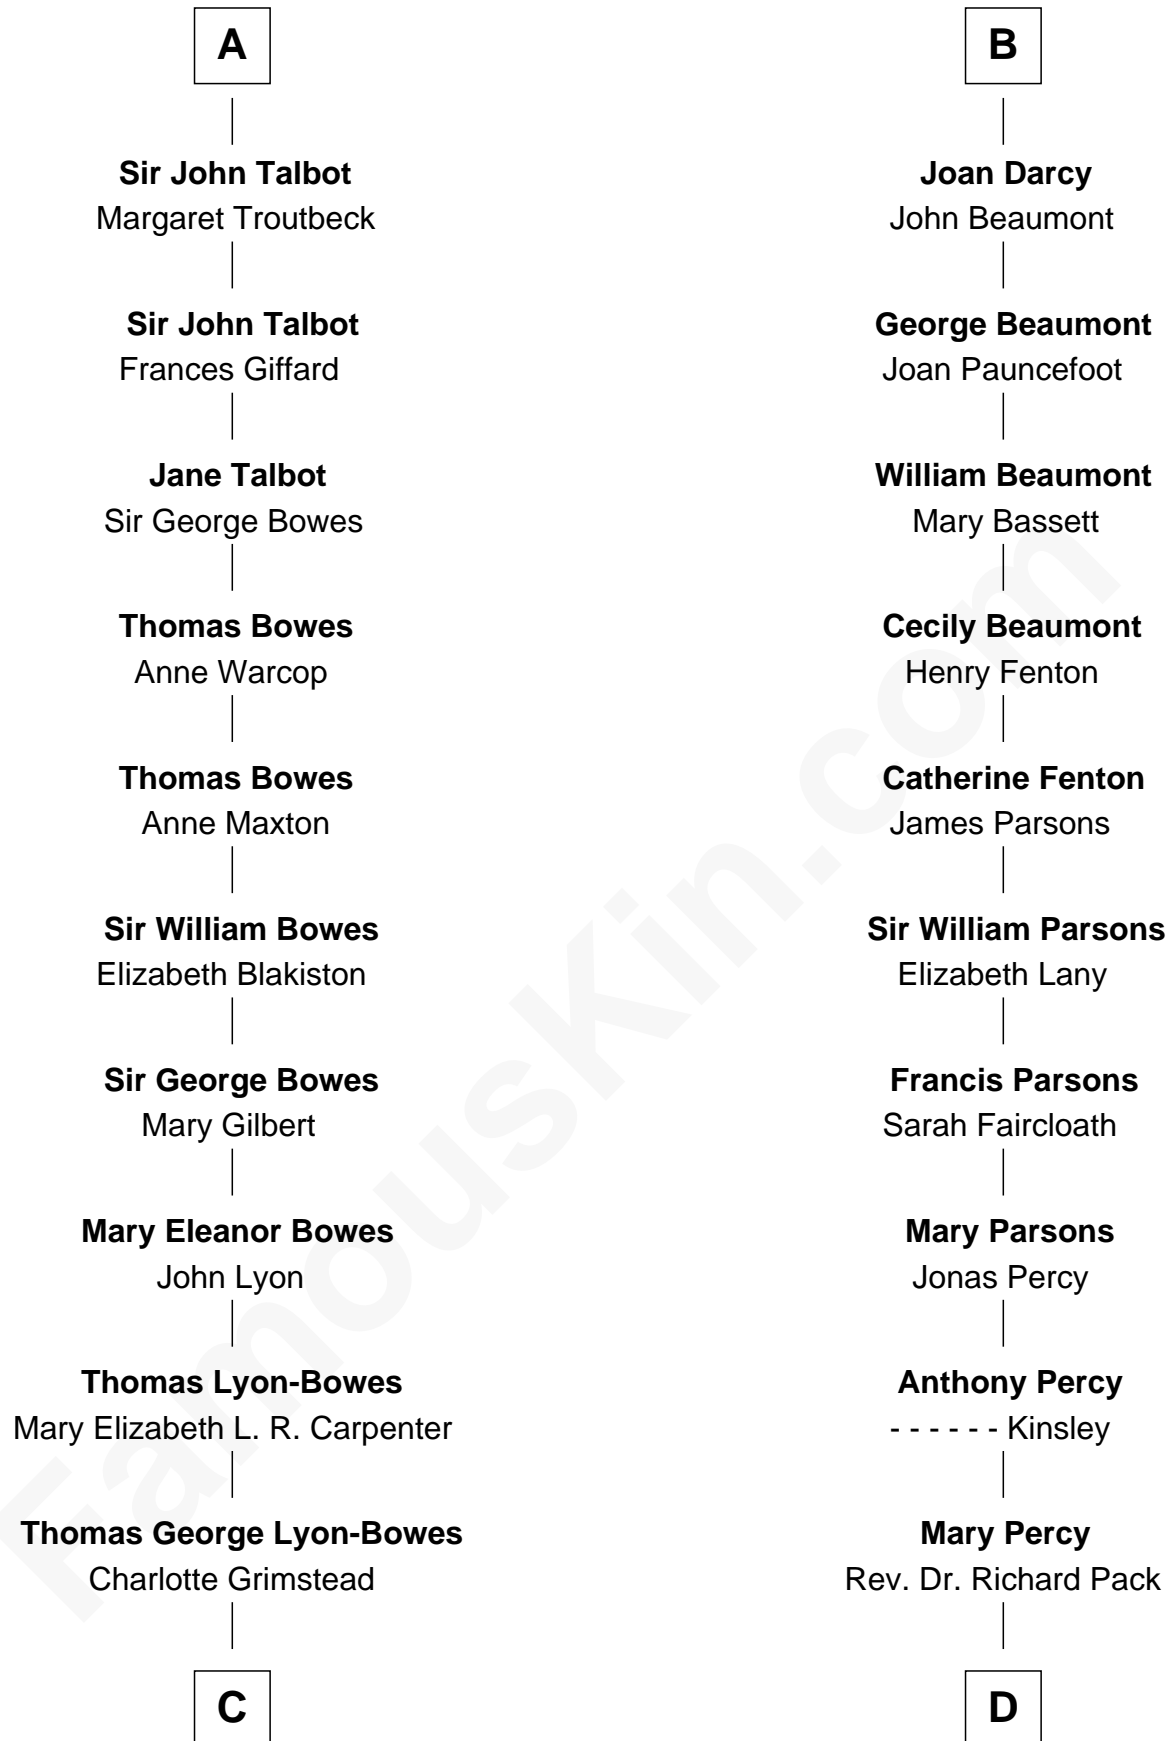 A
Sir John Talbot
Margaret Troutbeck
Sir John Talbot
Frances Giffard
Jane Talbot
Sir George Bowes
Thomas Bowes
Anne Warcop
Thomas Bowes
Anne Maxton
Sir William Bowes
Elizabeth Blakiston
Sir George Bowes
Mary Gilbert
Mary Eleanor Bowes
John Lyon
Thomas Lyon-Bowes
Mary Elizabeth L. R. Carpenter
Thomas George Lyon-Bowes
Charlotte Grimstead
C
B
Joan Darcy
John Beaumont
George Beaumont
Joan Pauncefoot
William Beaumont
Mary Bassett
Cecily Beaumont
Henry Fenton
Catherine Fenton
James Parsons
Sir William Parsons
Elizabeth Lany
Francis Parsons
Sarah Faircloath
Mary Parsons
Jonas Percy
Anthony Percy
- - - - - - Kinsley
Mary Percy
Rev. Dr. Richard Pack
D
FamousKin.com